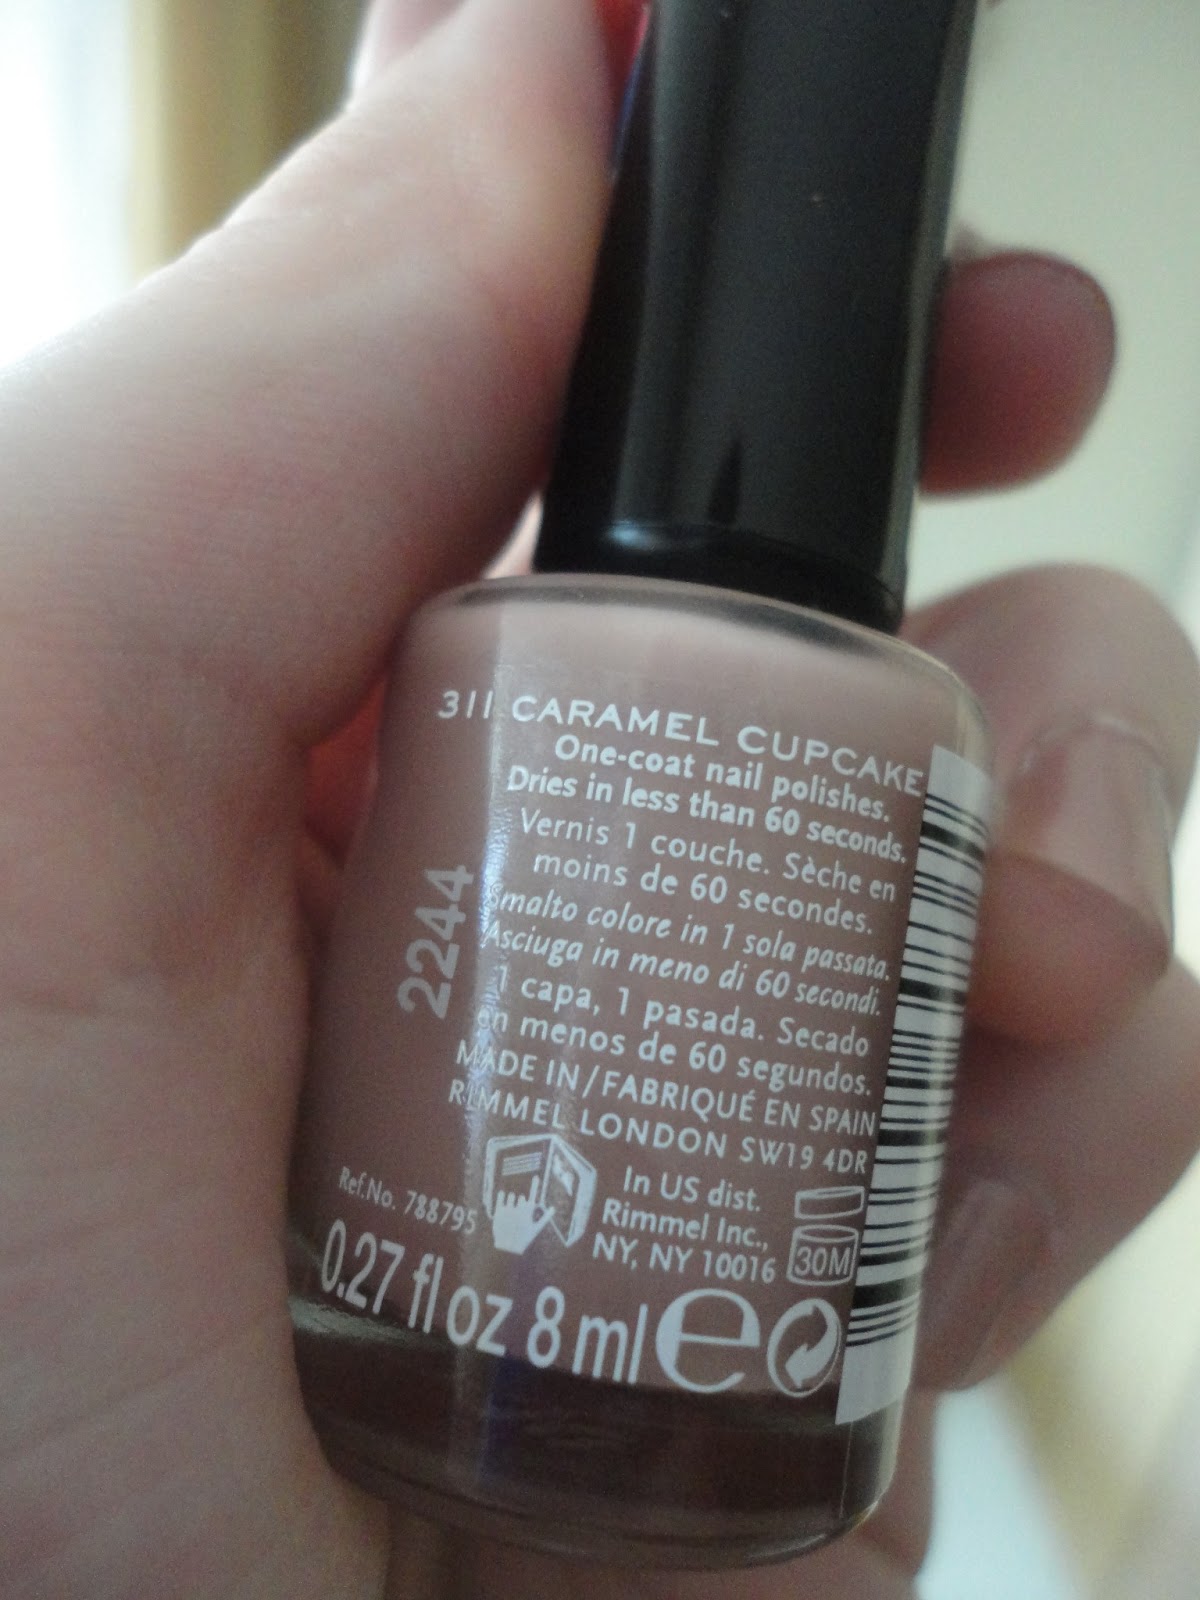 311 CARAMEL CUPCAKE
One-coat nail polishes.
Dries in less than 60 seconds.
Vernis 1 couche. Sèche en
moins de 60 secondes.
Smalto colore in 1 sola passata.
Asciuga in meno di 60 secondi.
1 capa, 1 pasada. Secado
en menos de 60 segundos.
MADE IN/FABRIQUÉ EN SPAIN
RIMMEL LONDON SW19 4DR
In US dist.
Rimmel Inc.,
NY, NY 10016
30M
Ref.No. 788795
0.27 fl oz 8 ml e
2244